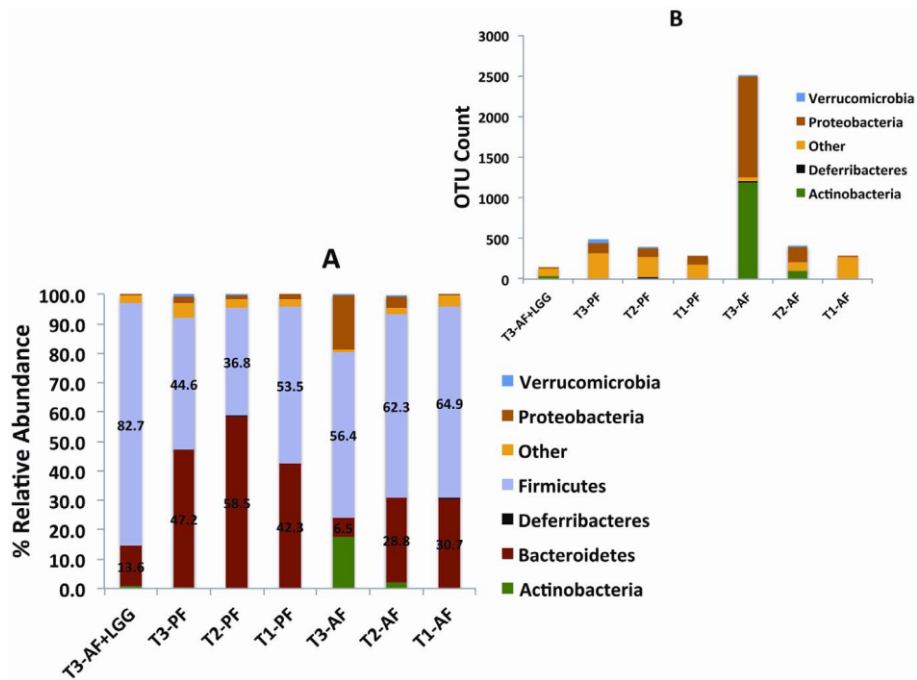 B
3000
2500
2000
1500
1000
500
0
OTU Count
Verrucomicrobia
Proteobacteria
Other
Deferribacteres
Actinobacteria
T3-AF+LGG
T3-PF
T2-PF
T1-PF
T3-AF
T2-AF
T1-AF
A
100.0
90.0
80.0
70.0
60.0
50.0
40.0
30.0
20.0
10.0
0.0
% Relative Abundance
82.7
13.6
44.6
47.2
36.8
58.5
53.5
42.3
56.4
6.5
62.3
28.8
64.9
30.7
T3-AF+LGG
T3-PF
T2-PF
T1-PF
T3-AF
T2-AF
T1-AF
Verrucomicrobia
Proteobacteria
Other
Firmicutes
Deferribacteres
Bacteroidetes
Actinobacteria